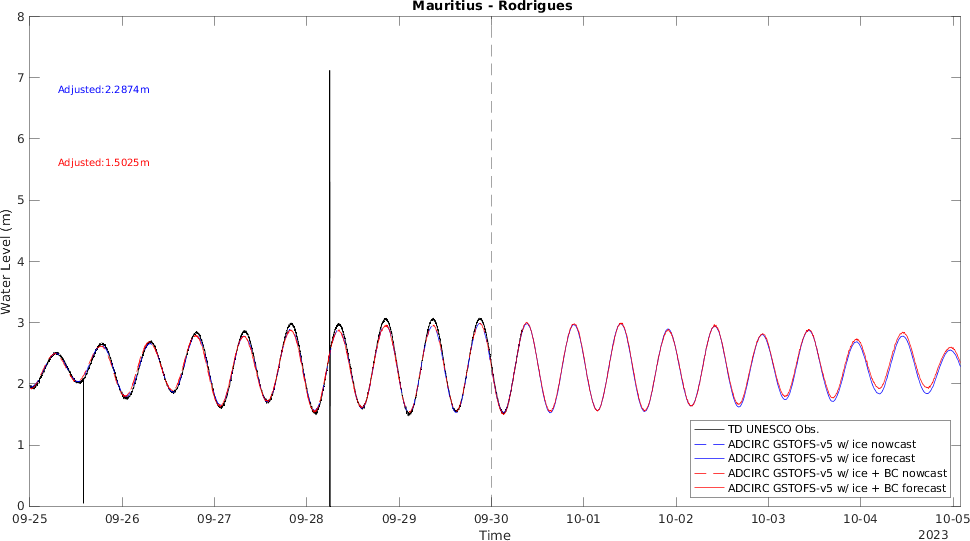 Mauritius - Rodrigues
8
7
6
5
4
3
2
1
0
Water Level (m)
Adjusted:2.2874m
Adjusted:1.5025m
TD UNESCO Obs.
ADCIRC GSTOFS-v5 w/ ice nowcast
ADCIRC GSTOFS-v5 w/ ice forecast
ADCIRC GSTOFS-v5 w/ ice + BC nowcast
ADCIRC GSTOFS-v5 w/ ice + BC forecast
09-25 09-26 09-27 09-28 09-29 09-30 10-01 10-02 10-03 10-04 10-05
Time
2023